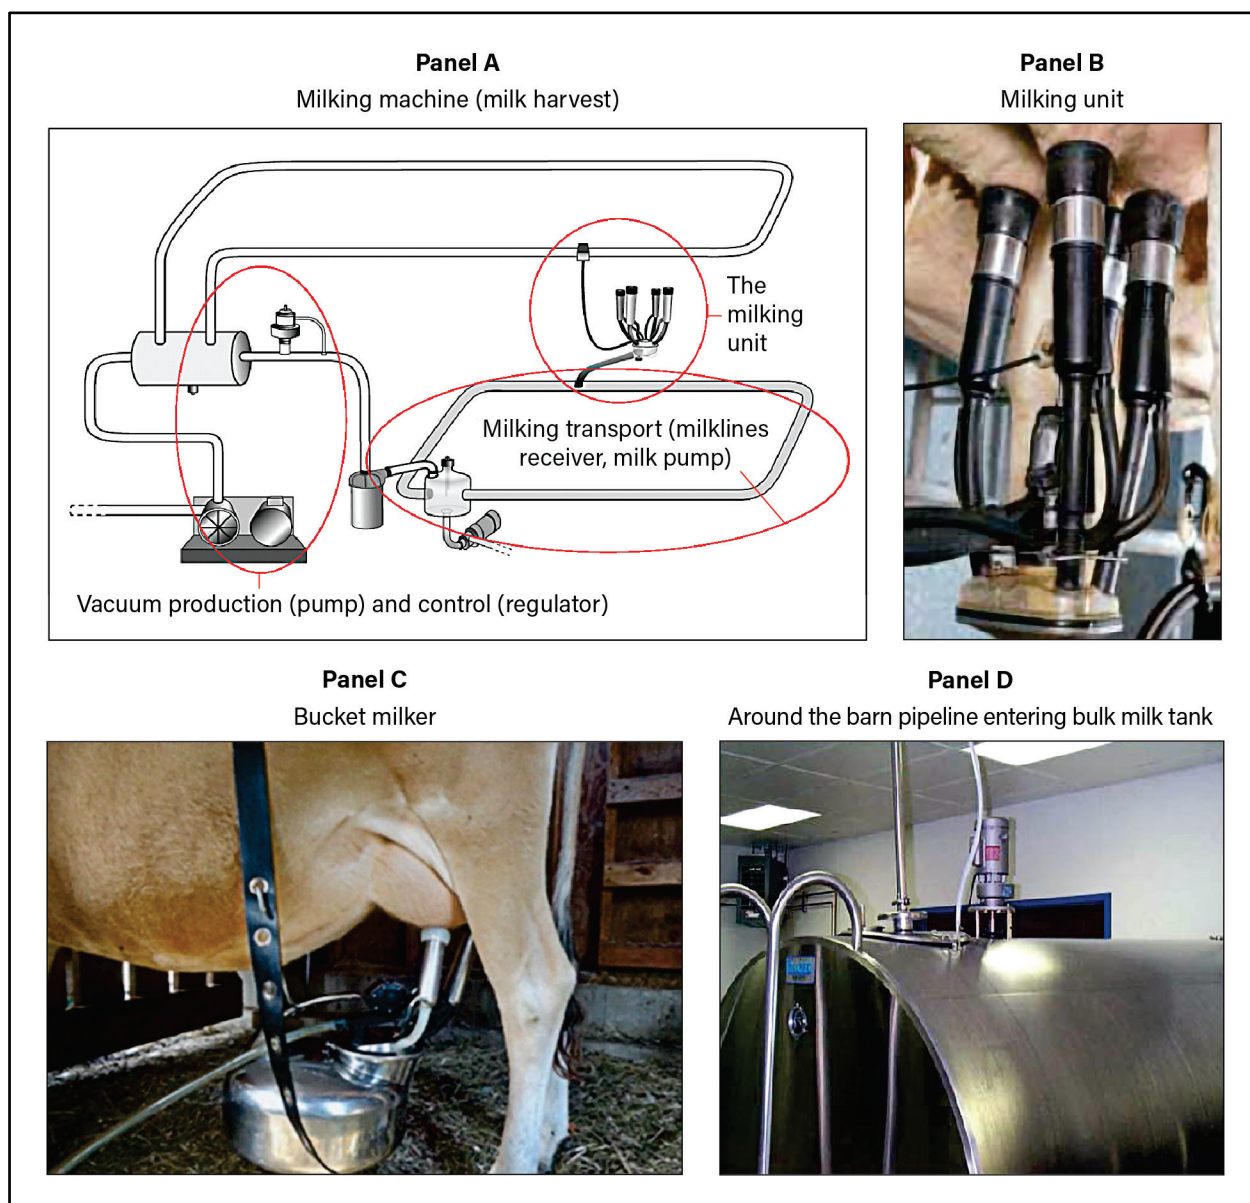 Panel A
Milking machine (milk harvest)
The
milking
unit
Milking transport (milklines
receiver, milk pump)
Vacuum production (pump) and control (regulator)
Panel B
Milking unit
Panel C
Bucket milker
Panel D
Around the barn pipeline entering bulk milk tank